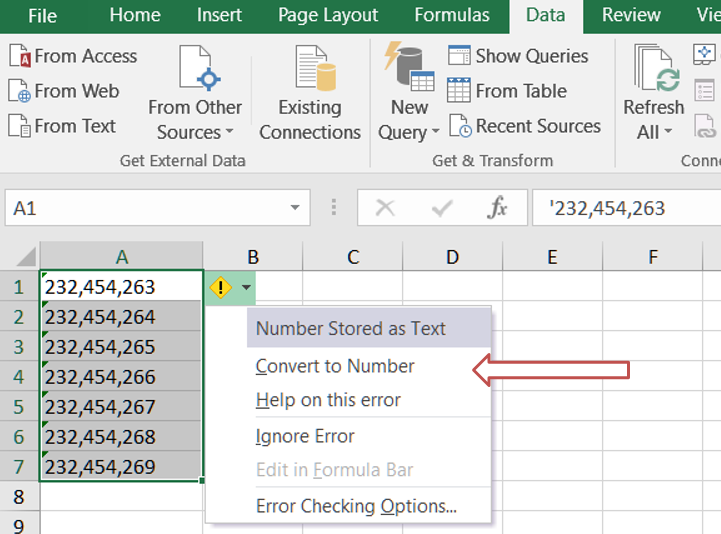 File Home Insert Page Layout Formulas Data Review Vie
From Access
From Web
From Text
From Other
Sources
Existing
Connections
Get External Data
New
Query
Show Queries
From Table
Recent Sources
Get & Transform
Refresh
All
Conne
A1 fx '232,454,263
A B C D E F
1 232,454,263
2 232,454,264
3 232,454,265
4 232,454,266
5 232,454,267
6 232,454,268
7 232,454,269
8
9
Number Stored as Text
Convert to Number
Help on this error
Ignore Error
Edit in Formula Bar
Error Checking Options...